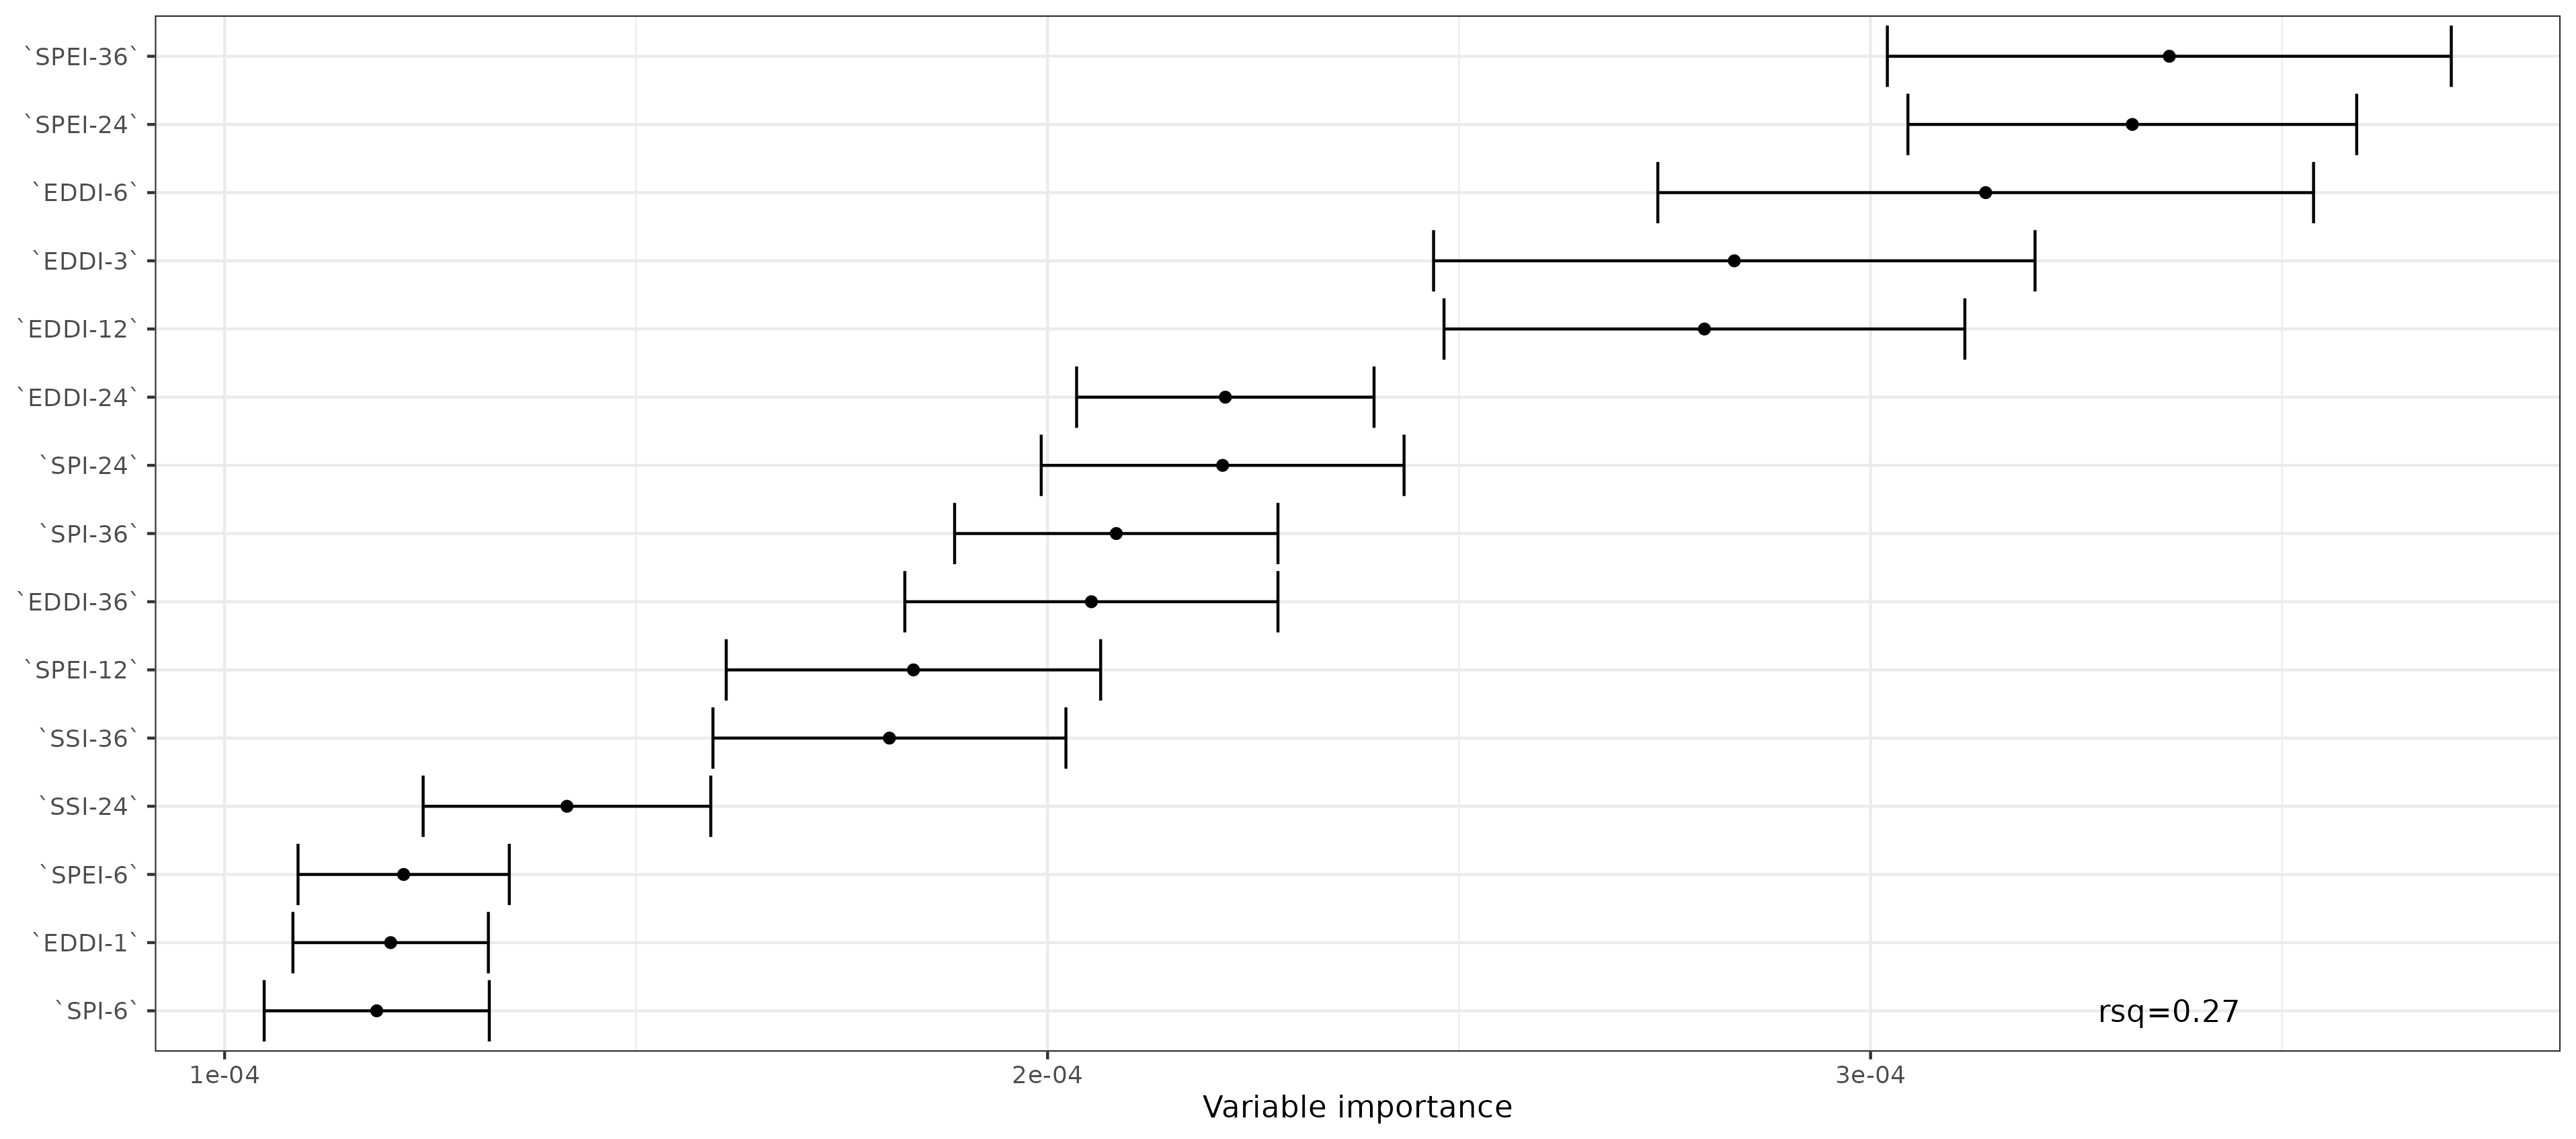 `SPEI-36`
`SPEI-24`
`EDDI-6`
`EDDI-3`
`EDDI-12`
`EDDI-24`
`SPI-24`
`SPI-36`
`EDDI-36`
`SPEI-12`
`SSI-36`
`SSI-24`
`SPEI-6`
`EDDI-1`
`SPI-6`
rsq=0.27
1e-04 2e-04 3e-04
Variable importance